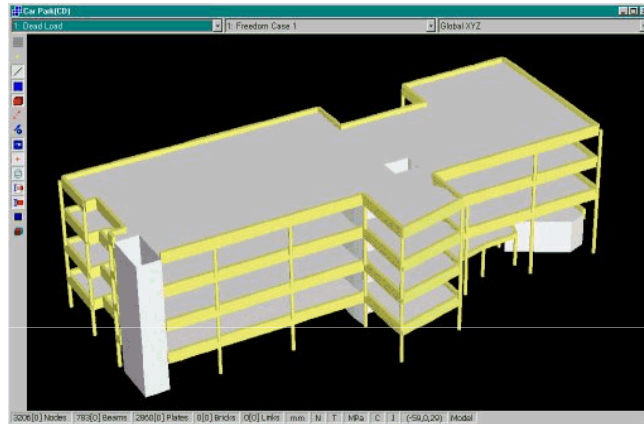 Car Park(CD)
1: Dead Load 1: Freedom Case 1 Global XYZ
3206[0] Nodes 783[0] Beams 2860[0] Plates 0[0] Bricks 0[0] Links mm N T MPa C J (-59,0,29) Model